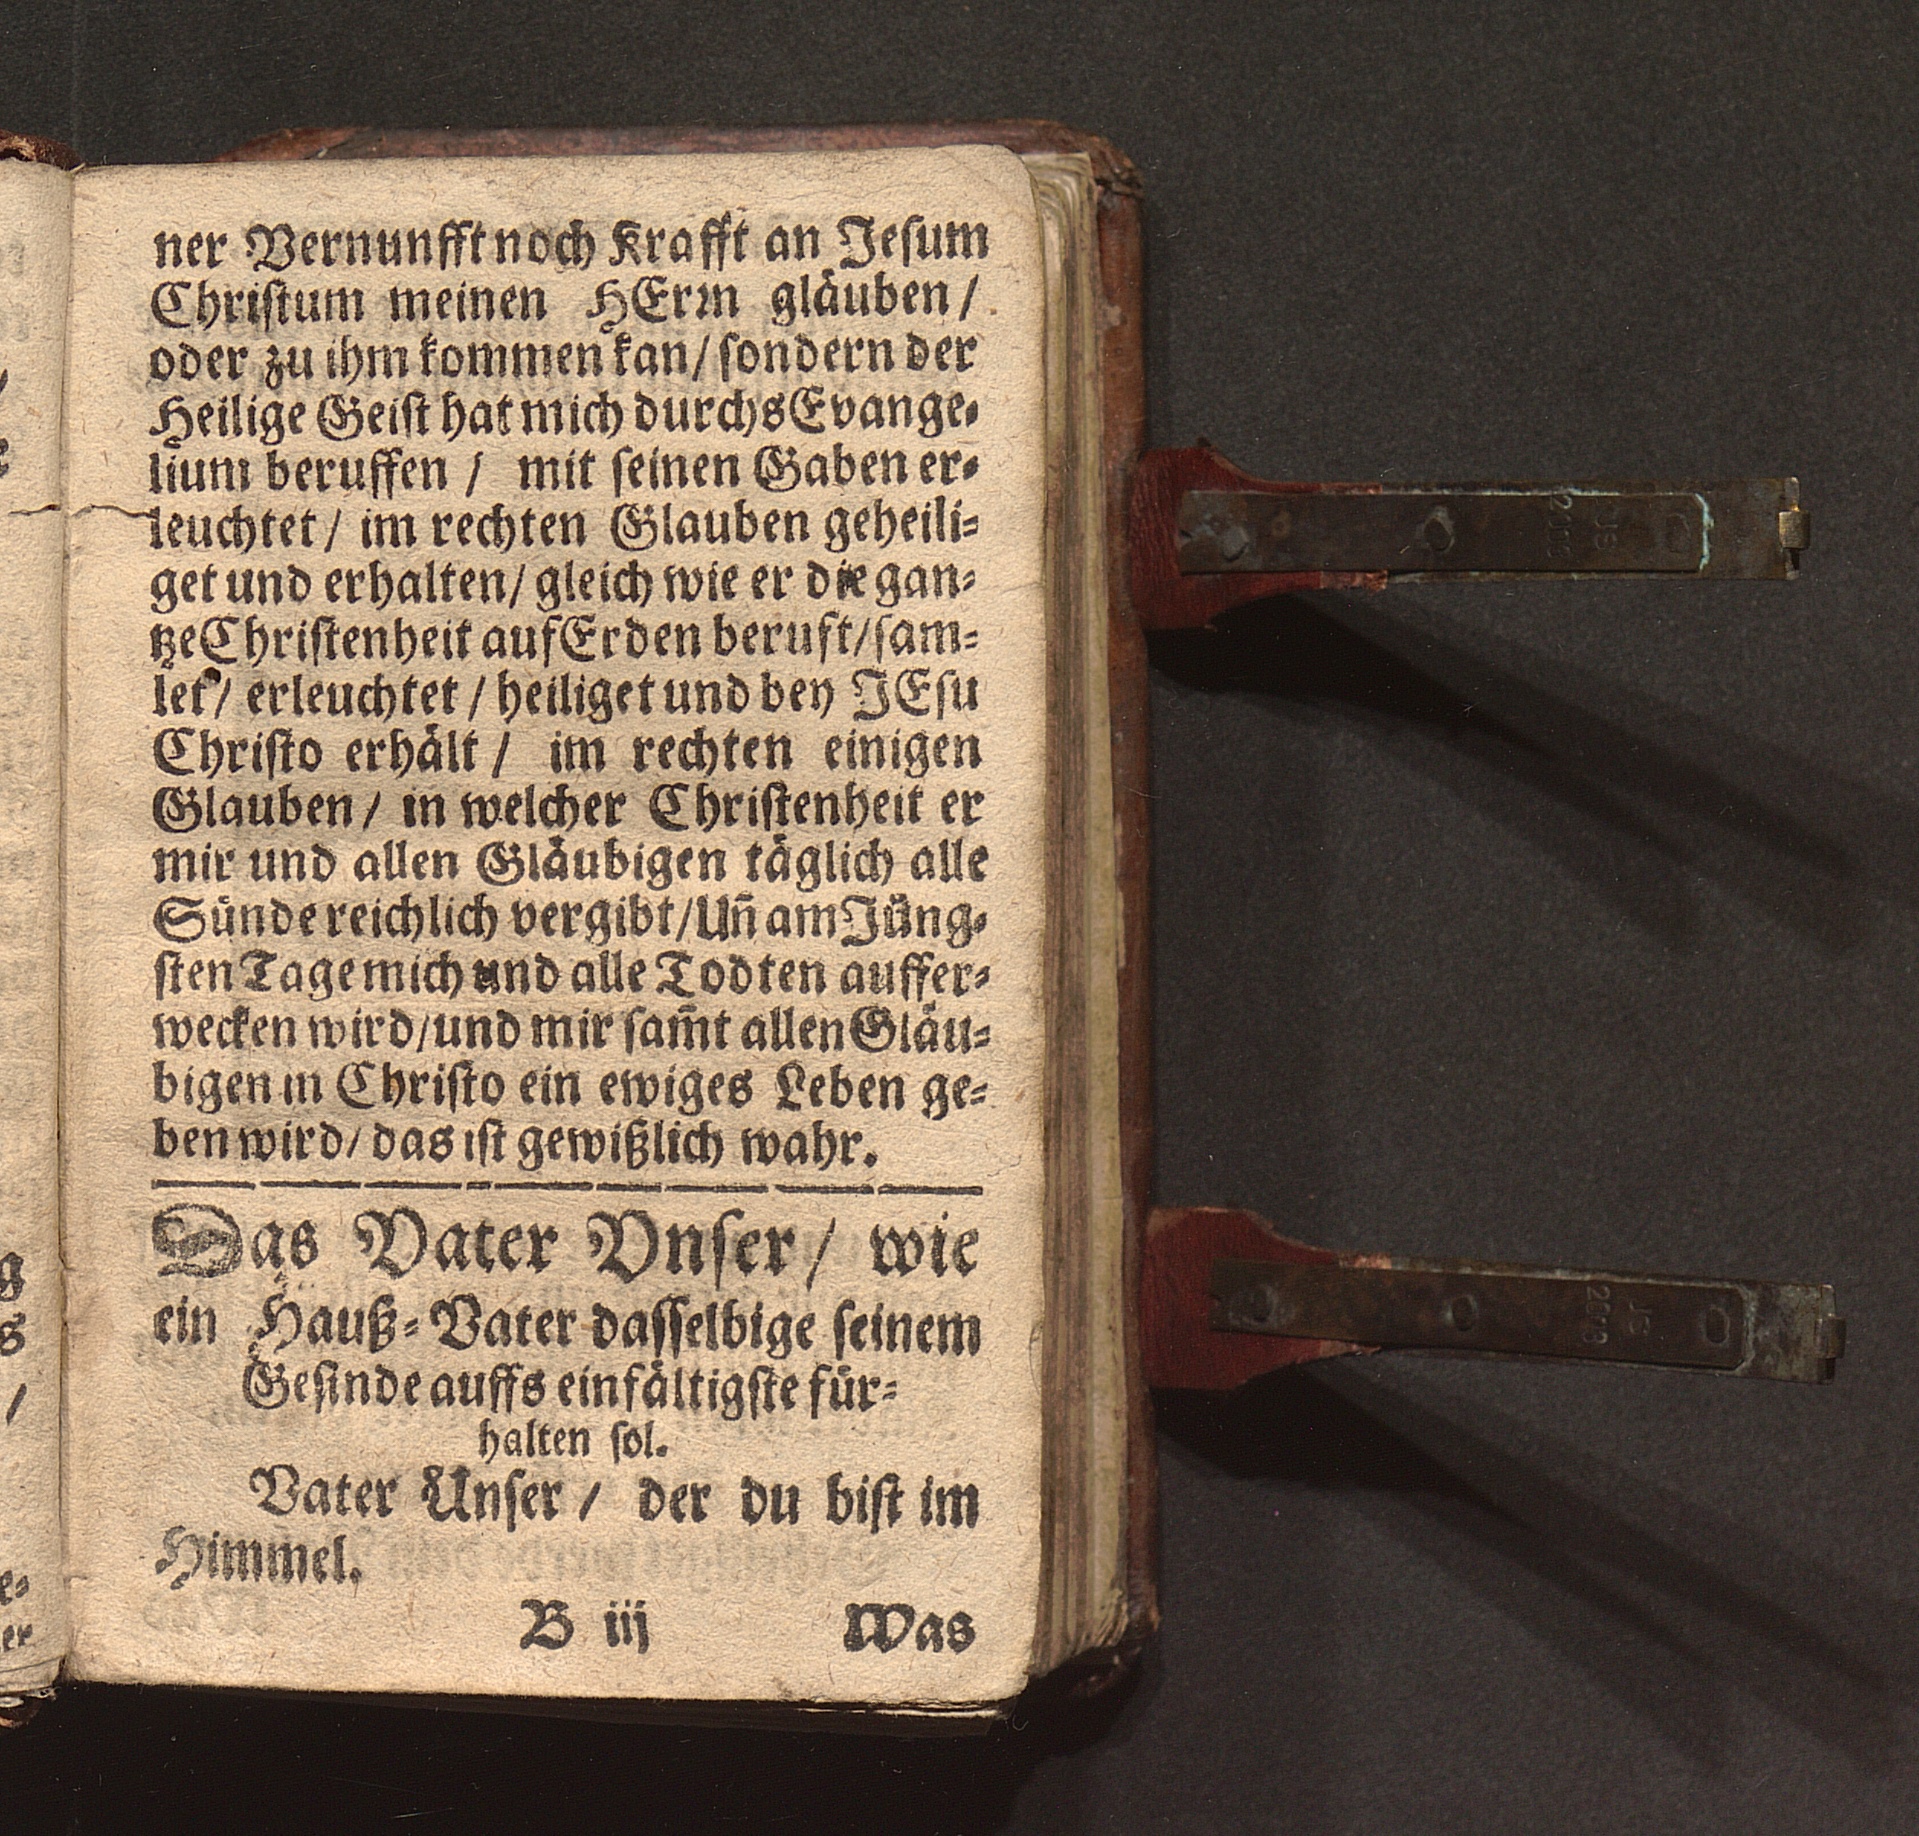 ner Vernunfft noch Krafft an Jesum
Christum meinen HErrn gläuben /
oder zu ihm kommen kan / sondern der
Heilige Geist hat mich durchs Evange-
lium beruffen / mit seinen Gaben er-
leuchtet / im rechten Glauben geheili-
get und erhalten / gleich wie er die gan-
tze Christenheit auf Erden beruft / sam-
let / erleuchtet / heiliget und bey JEsu
Christo erhält / im rechten einigen
Glauben / in welcher Christenheit er
mir und allen Gläubigen täglich alle
Sünde reichlich vergibt / Uñ am Jüng-
sten Tage mich und alle Todten auffer-
wecken wird / und mir sam̃t allen Gläu-
bigen in Christo ein ewiges Leben ge-
ben wird / das ist gewißlich wahr.
Das Vater Vnser / wie
ein Hauß-Vater dasselbige seinem
Gesinde auffs einfältigste für-
halten sol.
Vater Unser / der du bist im
Himmel.
B iij Was